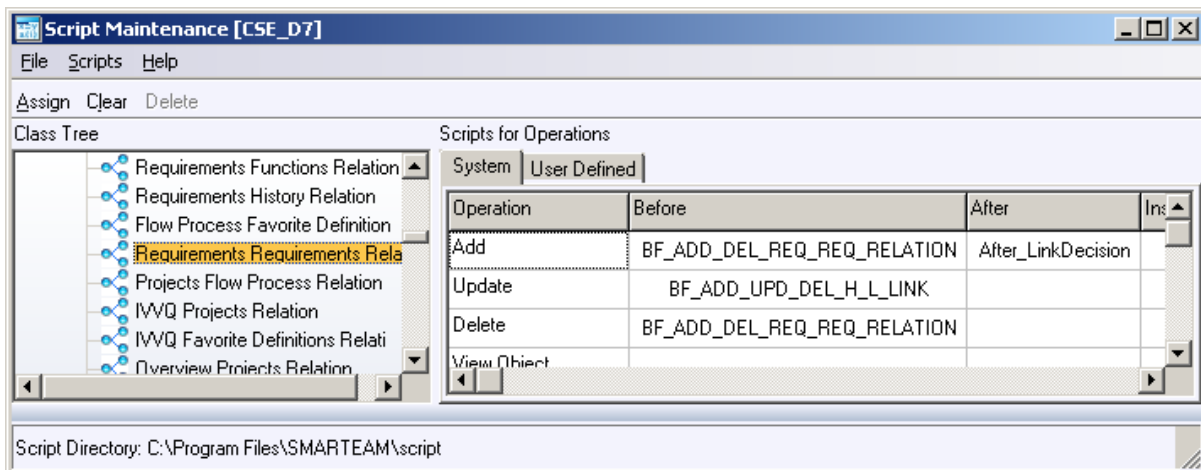 Script Maintenance [CSE_D7]
File Scripts Help
Assign Clear Delete
Class Tree
Requirements Functions Relation
Requirements History Relation
Flow Process Favorite Definition
Requirements Requirements Rela
Projects Flow Process Relation
IVVQ Projects Relation
IVVQ Favorite Definitions Relati
Overview Projects Relation
Scripts for Operations
System User Defined
Operation Before After Ins
Add BF_ADD_DEL_REQ_REQ_RELATION After_LinkDecision
Update BF_ADD_UPD_DEL_H_L_LINK
Delete BF_ADD_DEL_REQ_REQ_RELATION
View Object
Script Directory: C:\Program Files\SMARTEAM\script